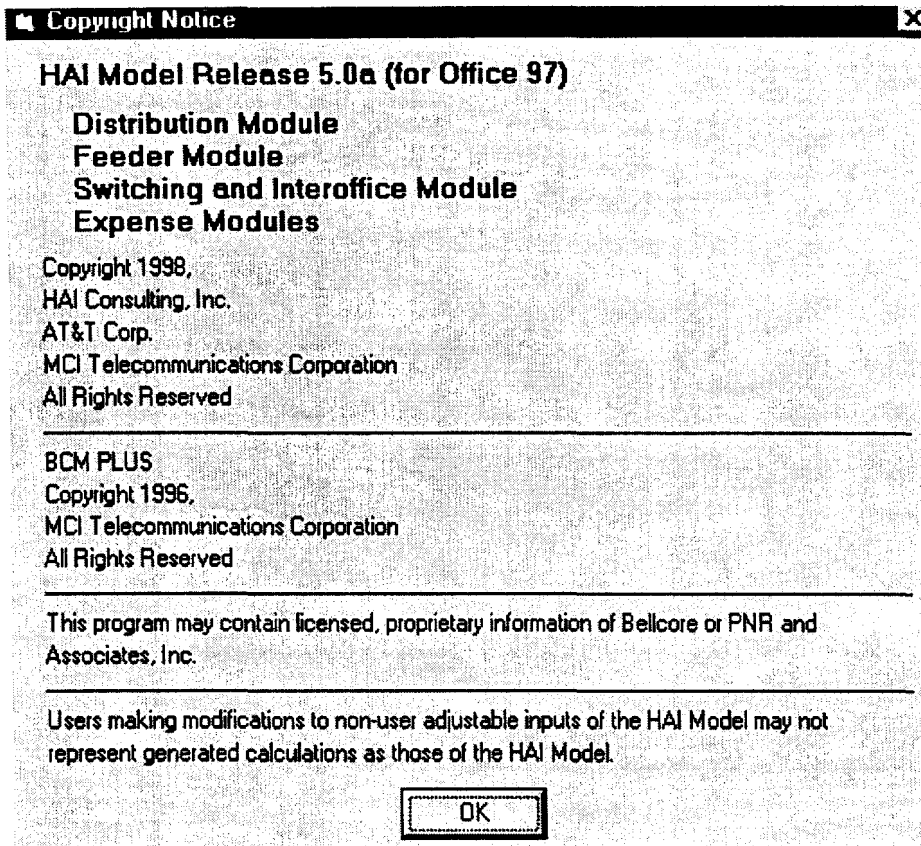 Copyright Notice
HAI Model Release 5.0a (for Office 97)
Distribution Module
Feeder Module
Switching and Interoffice Module
Expense Modules
Copyright 1998,
HAI Consulting, Inc.
AT&T Corp.
MCI Telecommunications Corporation
All Rights Reserved
BCM PLUS
Copyright 1996,
MCI Telecommunications Corporation
All Rights Reserved
This program may contain licensed, proprietary information of Bellcore or PNR and
Associates, Inc.
Users making modifications to non-user adjustable inputs of the HAI Model may not
represent generated calculations as those of the HAI Model.
OK